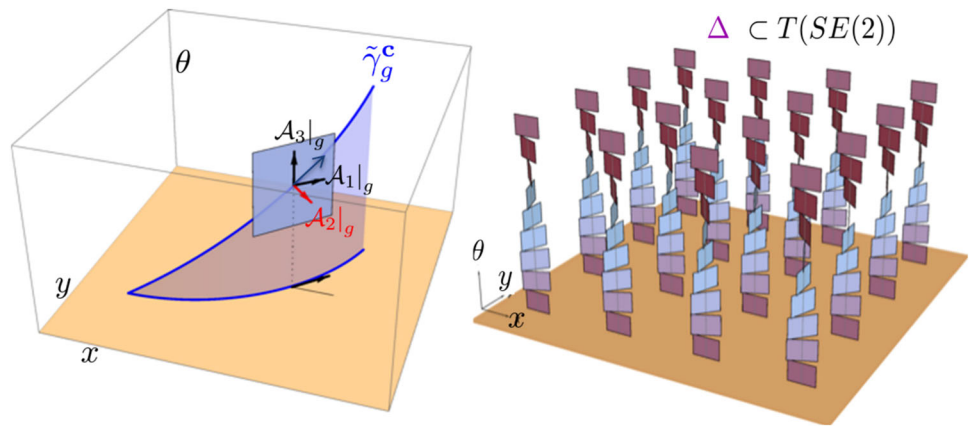 θ
γ̃_g^c
𝒜₃|_g
𝒜₁|_g
𝒜₂|_g
y
x
Δ ⊂ T(SE(2))
θ
y
x